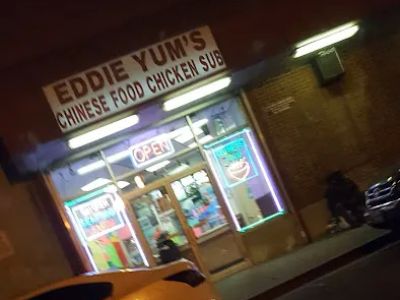 EDDIE YUM'S
CHINESE FOOD CHICKEN SUB
OPEN